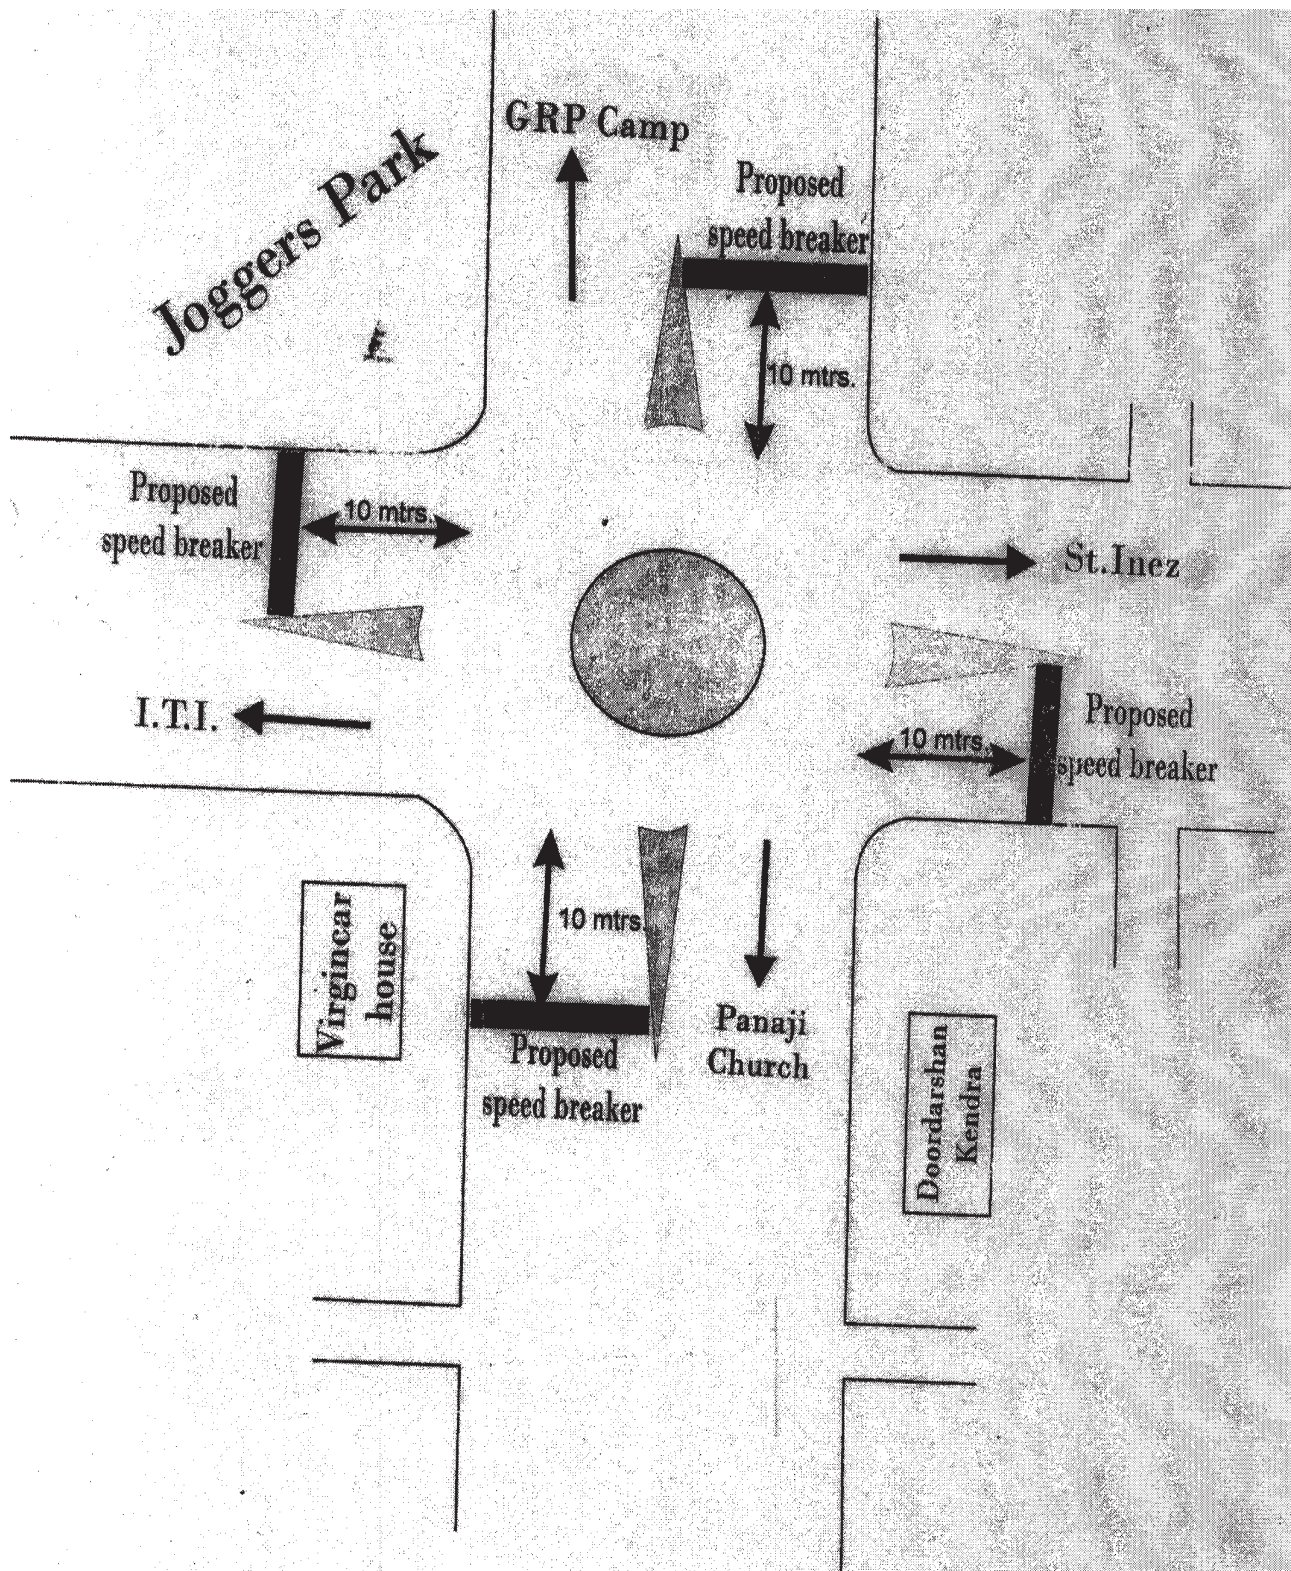 GRP Camp
Joggers Park
Proposed
speed breaker
10 mtrs.
Proposed
speed breaker
10 mtrs.
St.Inez
I.T.I.
10 mtrs.
Proposed
speed breaker
Virgincar
house
10 mtrs.
Proposed
speed breaker
Panaji
Church
Doordarshan
Kendra